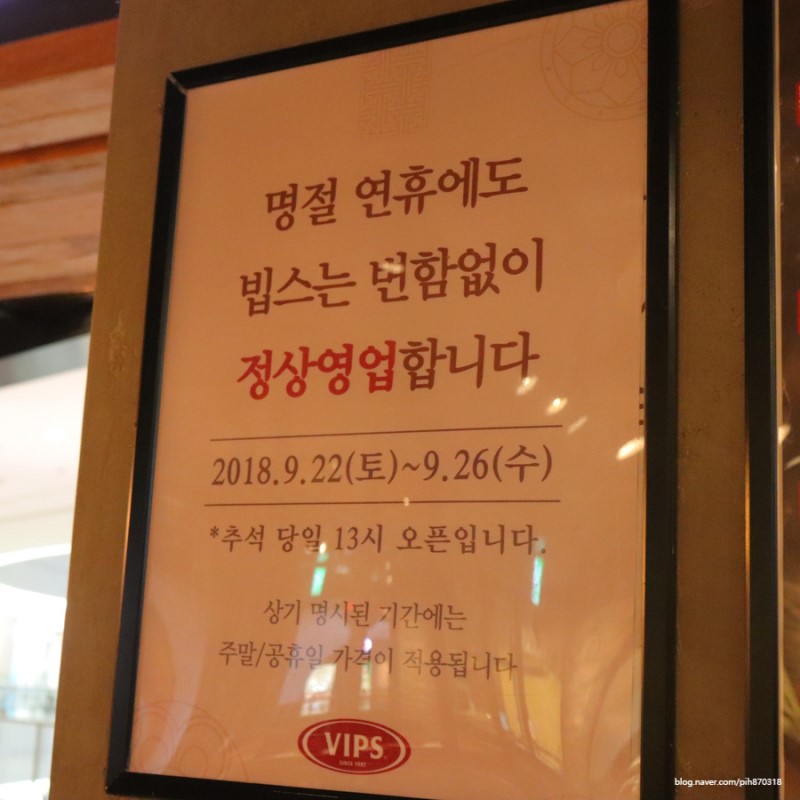 명절 연휴에도
빕스는 변함없이
정상영업합니다
2018.9.22(토)~9.26(수)
*추석 당일 13시 오픈입니다.
상기 명시된 기간에는
주말/공휴일 가격이 적용됩니다
VIPS
SINCE 1997
blog.naver.com/pih870318